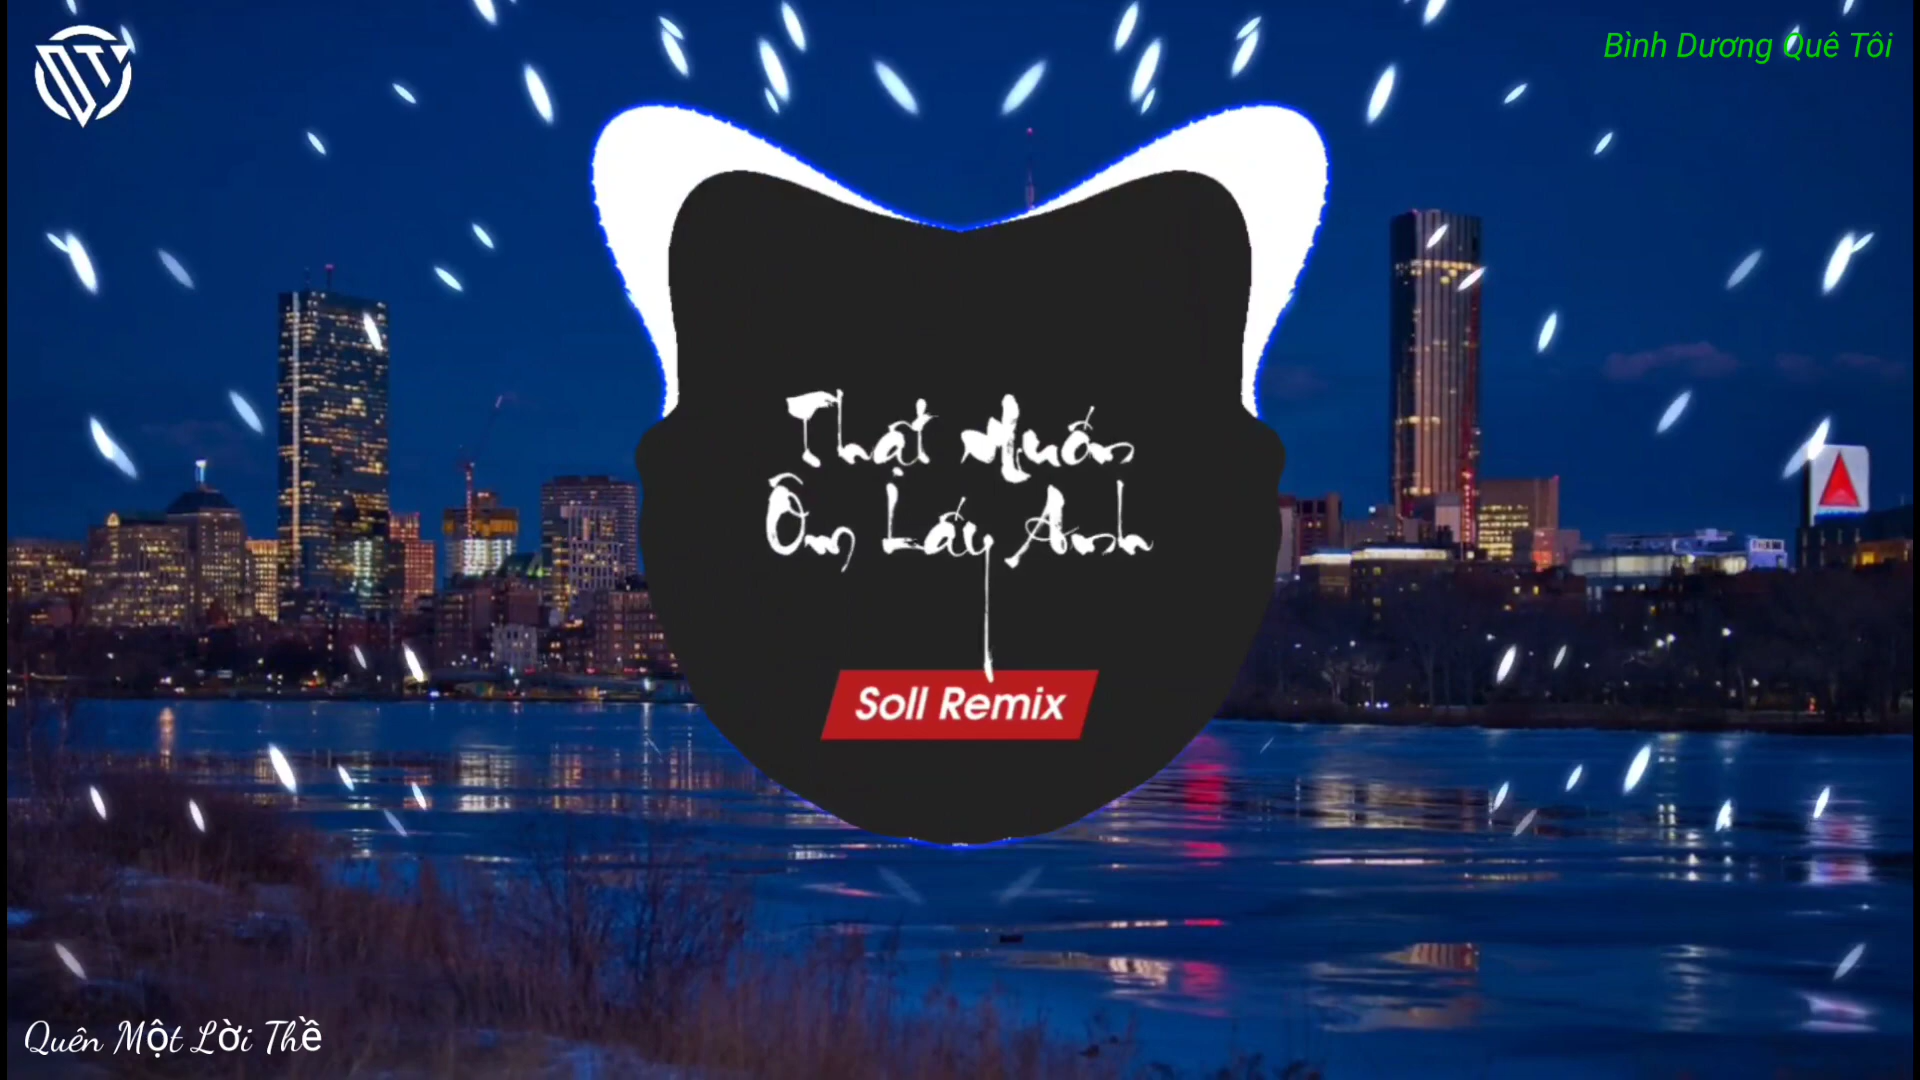 Bình Dương Quê Tôi
Thật Muốn
Ôm Lấy Anh
Soll Remix
Quên Một Lời Thề